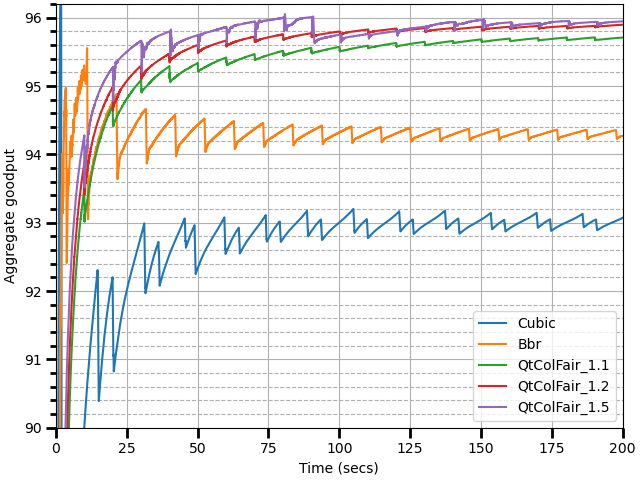 96
95
94
93
92
91
90
Aggregate goodput
0
25
50
75
100
125
150
175
200
Time (secs)
Cubic
Bbr
QtColFair_1.1
QtColFair_1.2
QtColFair_1.5